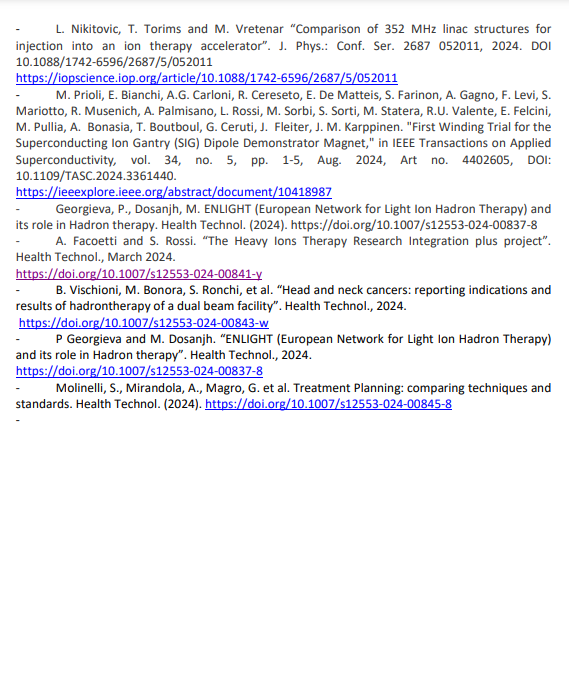 - L. Nikitovic, T. Torims and M. Vretenar “Comparison of 352 MHz linac structures for
injection into an ion therapy accelerator”. J. Phys.: Conf. Ser. 2687 052011, 2024. DOI
10.1088/1742-6596/2687/5/052011
https://iopscience.iop.org/article/10.1088/1742-6596/2687/5/052011
- M. Prioli, E. Bianchi, A.G. Carloni, R. Cereseto, E. De Matteis, S. Farinon, A. Gagno, F. Levi, S.
Mariotto, R. Musenich, A. Palmisano, L. Rossi, M. Sorbi, S. Sorti, M. Statera, R.U. Valente, E. Felcini,
M. Pullia, A. Bonasia, T. Boutboul, G. Ceruti, J. Fleiter, J. M. Karppinen. "First Winding Trial for the
Superconducting Ion Gantry (SIG) Dipole Demonstrator Magnet," in IEEE Transactions on Applied
Superconductivity, vol. 34, no. 5, pp. 1-5, Aug. 2024, Art no. 4402605, DOI:
10.1109/TASC.2024.3361440.
https://ieeexplore.ieee.org/abstract/document/10418987
- Georgieva, P., Dosanjh, M. ENLIGHT (European Network for Light Ion Hadron Therapy) and
its role in Hadron therapy. Health Technol. (2024). https://doi.org/10.1007/s12553-024-00837-8
- A. Facoetti and S. Rossi. “The Heavy Ions Therapy Research Integration plus project”.
Health Technol., March 2024.
https://doi.org/10.1007/s12553-024-00841-y
- B. Vischioni, M. Bonora, S. Ronchi, et al. “Head and neck cancers: reporting indications and
results of hadrontherapy of a dual beam facility”. Health Technol., 2024.
https://doi.org/10.1007/s12553-024-00843-w
- P Georgieva and M. Dosanjh. “ENLIGHT (European Network for Light Ion Hadron Therapy)
and its role in Hadron therapy”. Health Technol., 2024.
https://doi.org/10.1007/s12553-024-00837-8
- Molinelli, S., Mirandola, A., Magro, G. et al. Treatment Planning: comparing techniques and
standards. Health Technol. (2024). https://doi.org/10.1007/s12553-024-00845-8
-